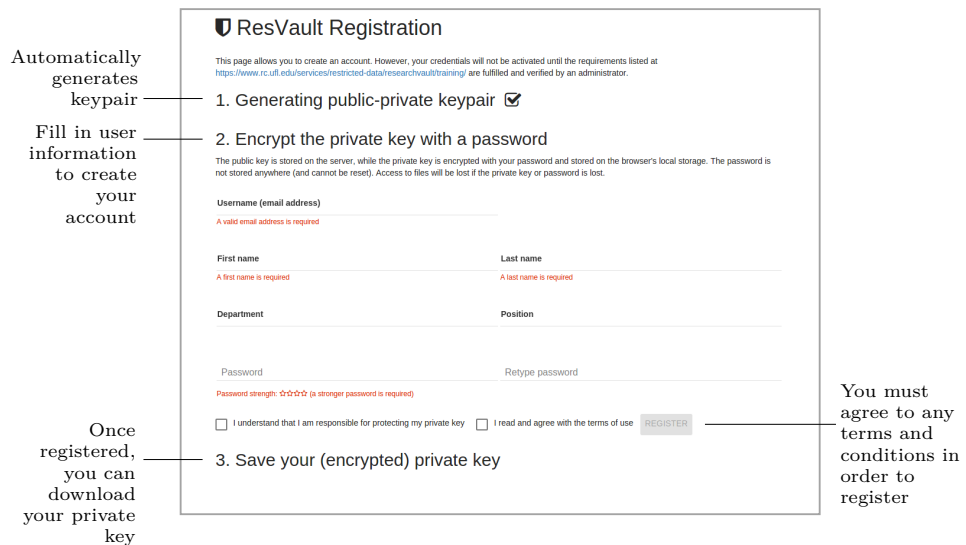 ResVault Registration
This page allows you to create an account. However, your credentials will not be activated until the requirements listed at
https://www.rc.ufl.edu/services/restricted-data/researchvault/training/ are fulfilled and verified by an administrator.
Automatically
generates
keypair
1. Generating public-private keypair
Fill in user
information
to create
your
account
2. Encrypt the private key with a password
The public key is stored on the server, while the private key is encrypted with your password and stored on the browser's local storage. The password is
not stored anywhere (and cannot be reset). Access to files will be lost if the private key or password is lost.
Username (email address)
A valid email address is required
First name
Last name
A first name is required
A last name is required
Department
Position
Password
Retype password
Password strength: ☆☆☆☆ (a stronger password is required)
I understand that I am responsible for protecting my private key
I read and agree with the terms of use
REGISTER
You must
agree to any
terms and
conditions in
order to
register
Once
registered,
you can
download
your private
key
3. Save your (encrypted) private key